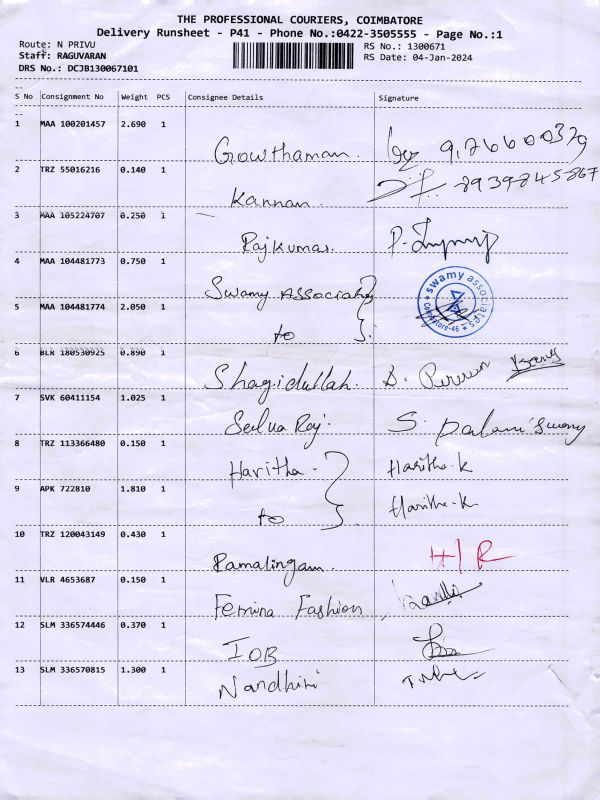 THE PROFESSIONAL COURIERS, COIMBATORE
Delivery Runsheet - P41 - Phone No.:0422-3505555 - Page No.:1
Route: N PRIVU
RS No.: 1300671
Staff: RAGUVARAN
RS Date: 04-Jan-2024
DRS No.: DCJB130067101
S No Consignment No Weight PCS Consignee Details Signature
1 MAA 100201457 2.690 1 Gowthaman.
2 TRZ 55016216 0.140 1 Kannan. 8939845867
3 MAA 105224707 0.250 1 Rajkumar.
4 MAA 104481773 0.750 1 Swamy Associates
swamy associates Coimbatore-46
5 MAA 104481774 2.050 1 to
6 BLR 180530925 0.890 1 Shagidullah.
7 SVK 60411154 1.025 1 Selva Raj. S. Palaniswamy
8 TRZ 113366480 0.150 1 Haritha. Haritha.K
9 APK 722810 1.810 1 to Haritha.K
10 TRZ 120043149 0.430 1 Ramalingam. H/R
11 VLR 4653687 0.150 1 Femina Fashion
12 SLM 336574446 0.370 1 IOB
13 SLM 336570815 1.300 1 Nandhini